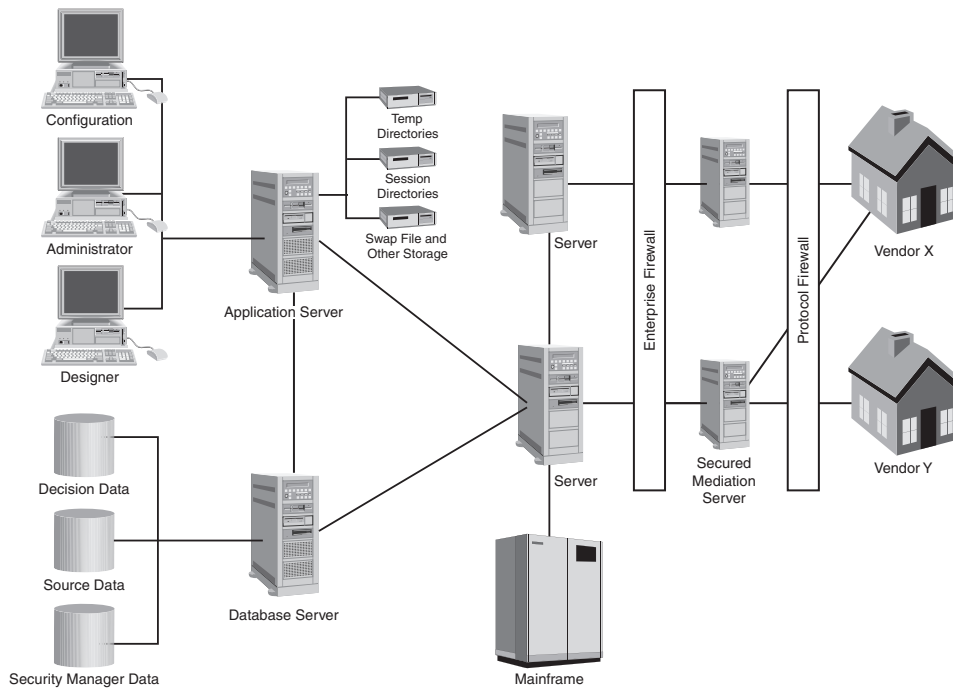 Configuration
Administrator
Designer
Temp
Directories
Session
Directories
Swap File and
Other Storage
Application Server
Decision Data
Source Data
Security Manager Data
Database Server
Server
Server
Mainframe
Enterprise Firewall
Secured
Mediation
Server
Protocol Firewall
Vendor X
Vendor Y